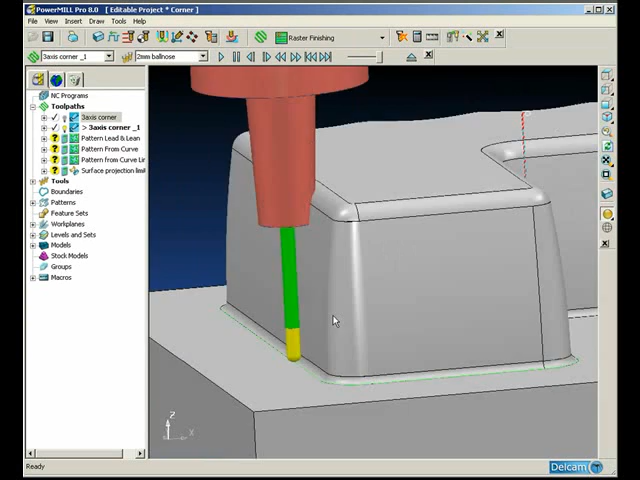 PowerMILL Pro 8.0 [Editable Project * Corner ]
File View Insert Draw Tools Help
Raster Finishing
3axis corner _1
2mm ballnose
NC Programs
Toolpaths
3axis corner
> 3axis corner _1
Pattern Lead & Lean
Pattern From Curve
Pattern from Curve Lin
Surface projection limit
Tools
Boundaries
Patterns
Feature Sets
Workplanes
Levels and Sets
Models
Stock Models
Groups
Macros
Z
X
Ready
Delcam